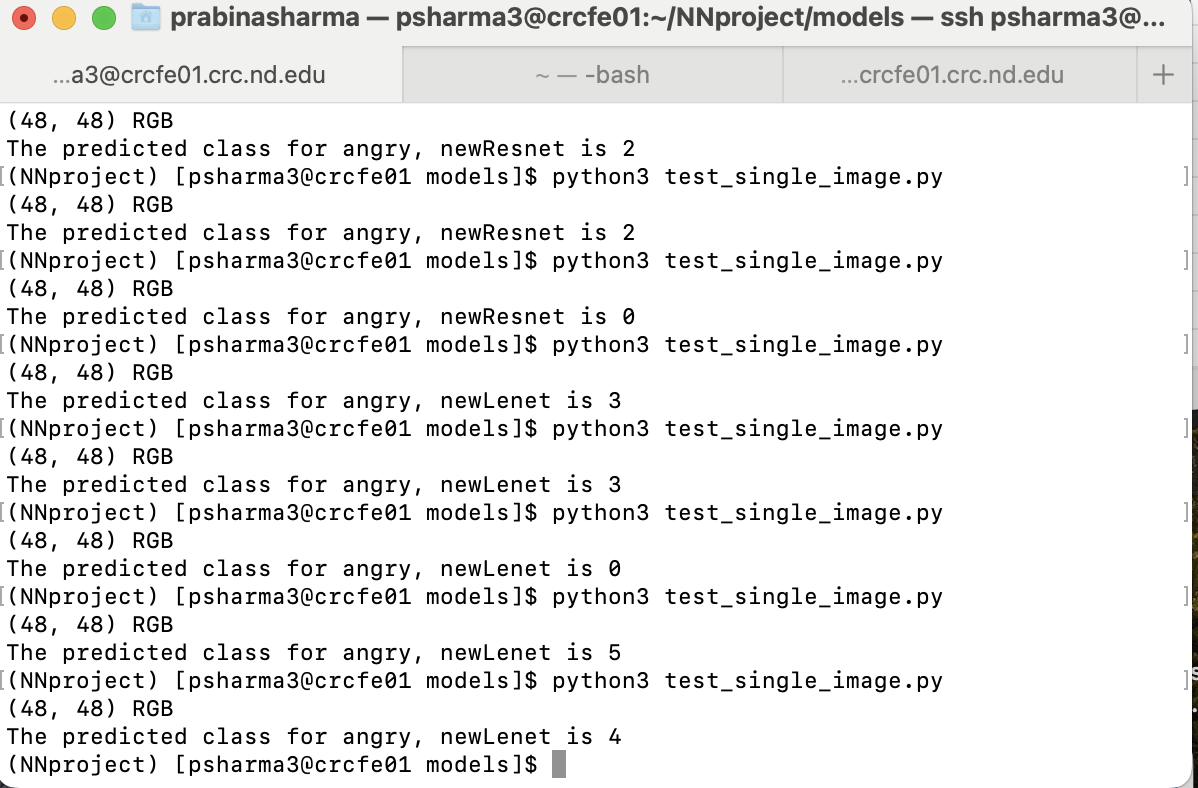 prabinasharma — psharma3@crcfe01:~/NNproject/models — ssh psharma3@...
...a3@crcfe01.crc.nd.edu
~ — -bash
...crcfe01.crc.nd.edu
+
(48, 48) RGB
The predicted class for angry, newResnet is 2
[(NNproject) [psharma3@crcfe01 models]$ python3 test_single_image.py ]
(48, 48) RGB
The predicted class for angry, newResnet is 2
[(NNproject) [psharma3@crcfe01 models]$ python3 test_single_image.py ]
(48, 48) RGB
The predicted class for angry, newResnet is 0
[(NNproject) [psharma3@crcfe01 models]$ python3 test_single_image.py ]
(48, 48) RGB
The predicted class for angry, newLenet is 3
[(NNproject) [psharma3@crcfe01 models]$ python3 test_single_image.py ]
(48, 48) RGB
The predicted class for angry, newLenet is 3
[(NNproject) [psharma3@crcfe01 models]$ python3 test_single_image.py ]
(48, 48) RGB
The predicted class for angry, newLenet is 0
[(NNproject) [psharma3@crcfe01 models]$ python3 test_single_image.py ]
(48, 48) RGB
The predicted class for angry, newLenet is 5
[(NNproject) [psharma3@crcfe01 models]$ python3 test_single_image.py ]
(48, 48) RGB
The predicted class for angry, newLenet is 4
(NNproject) [psharma3@crcfe01 models]$